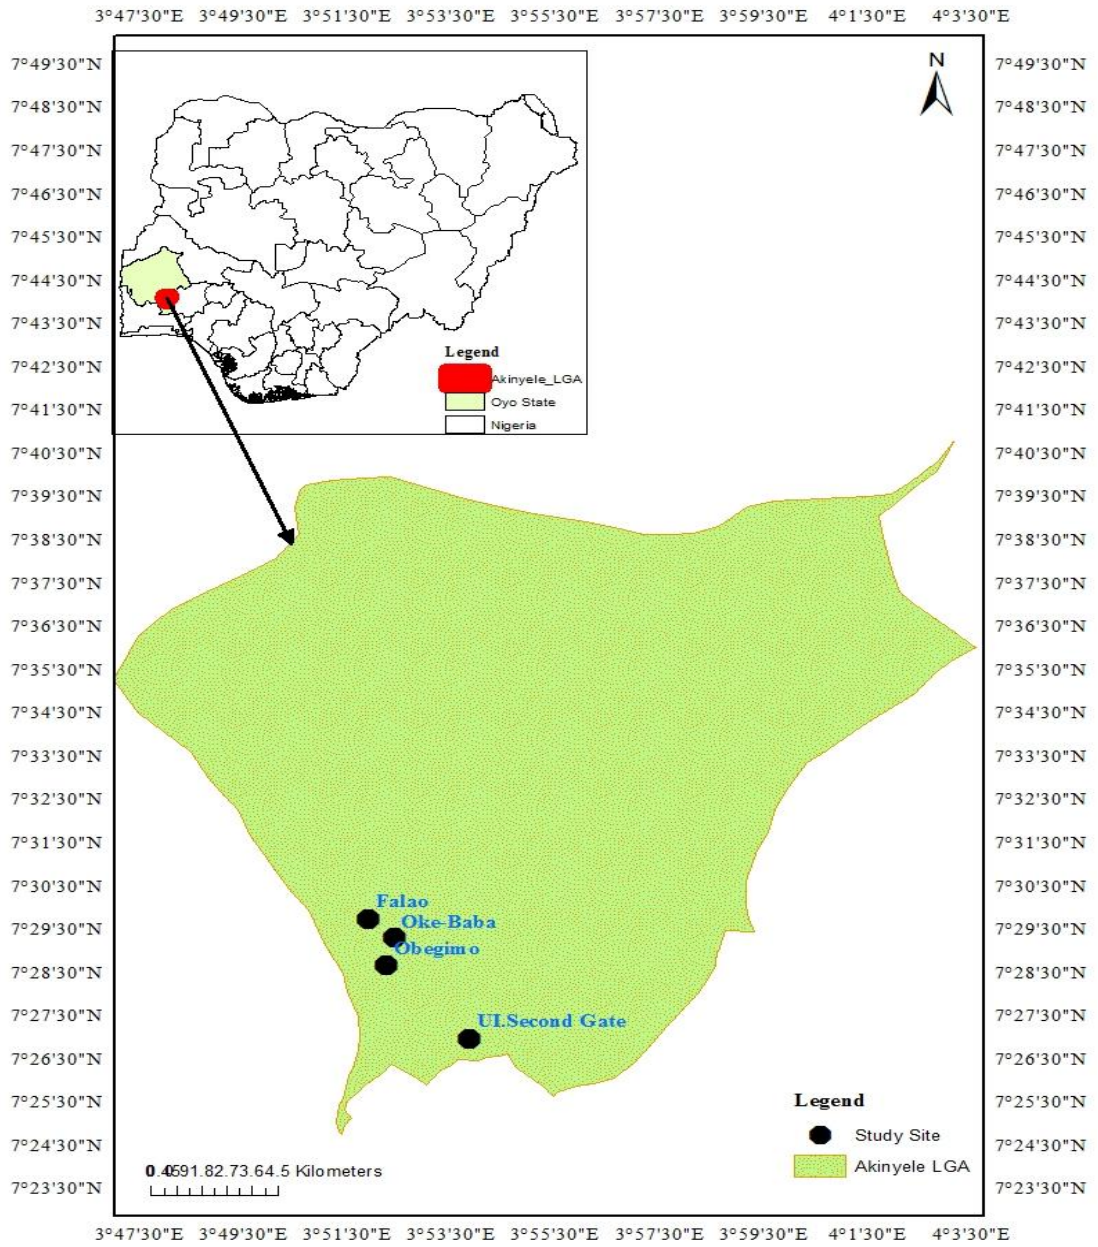 3°47'30"E 3°49'30"E 3°51'30"E 3°53'30"E 3°55'30"E 3°57'30"E 3°59'30"E 4°1'30"E 4°3'30"E
N
7°49'30"N 7°49'30"N
7°48'30"N 7°48'30"N
7°47'30"N 7°47'30"N
7°46'30"N 7°46'30"N
7°45'30"N 7°45'30"N
7°44'30"N 7°44'30"N
7°43'30"N 7°43'30"N
Legend
7°42'30"N 7°42'30"N
Akinyele_LGA
Oyo State
7°41'30"N 7°41'30"N
Nigeria
7°40'30"N 7°40'30"N
7°39'30"N 7°39'30"N
7°38'30"N 7°38'30"N
7°37'30"N 7°37'30"N
7°36'30"N 7°36'30"N
7°35'30"N 7°35'30"N
7°34'30"N 7°34'30"N
7°33'30"N 7°33'30"N
7°32'30"N 7°32'30"N
7°31'30"N 7°31'30"N
7°30'30"N 7°30'30"N
Falao
Oke-Baba
7°29'30"N 7°29'30"N
Obegimo
7°28'30"N 7°28'30"N
7°27'30"N 7°27'30"N
UI.Second Gate
7°26'30"N 7°26'30"N
7°25'30"N 7°25'30"N
Legend
Study Site
7°24'30"N 7°24'30"N
Akinyele LGA
Kilometers
7°23'30"N 7°23'30"N
3°47'30"E 3°49'30"E 3°51'30"E 3°53'30"E 3°55'30"E 3°57'30"E 3°59'30"E 4°1'30"E 4°3'30"E